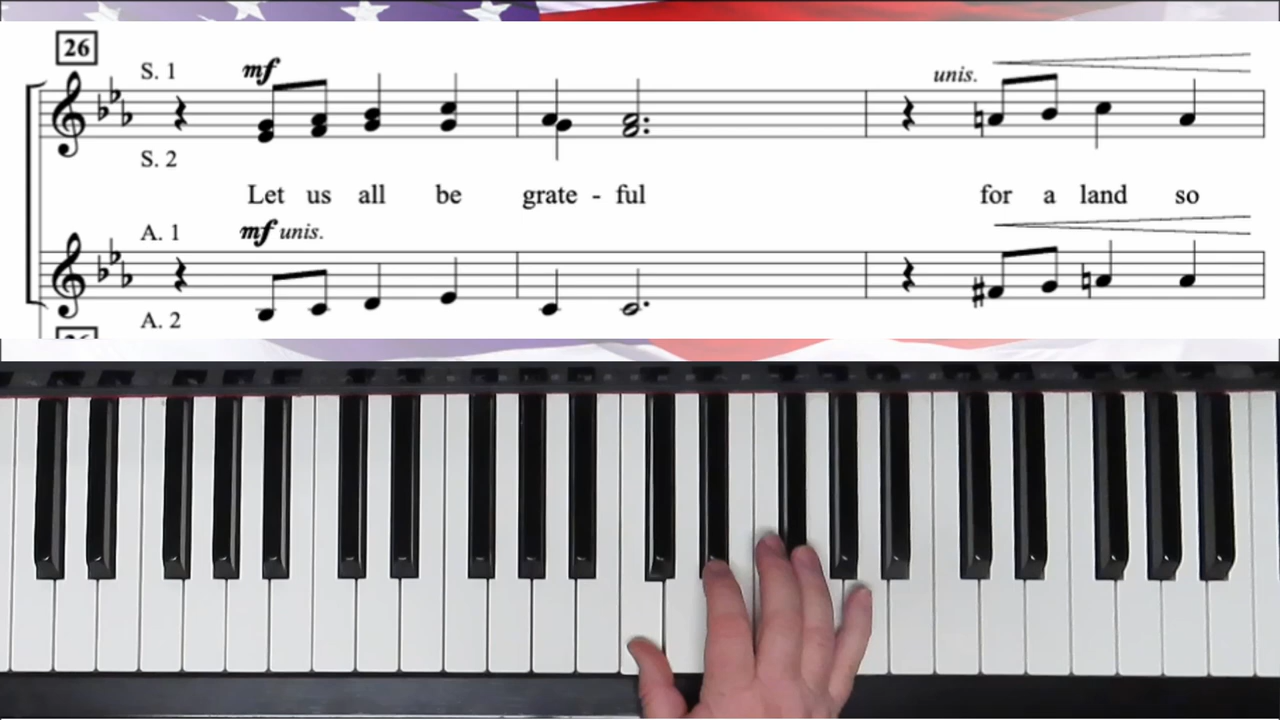 26
S. 1 mf unis.
S. 2
Let us all be grate - ful for a land so
A. 1 mf unis.
A. 2